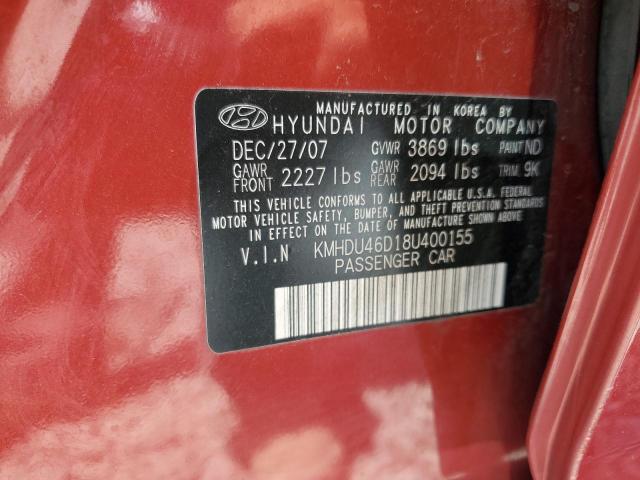 MANUFACTURED IN KOREA BY
HYUNDAI MOTOR COMPANY
DEC/27/07 GVWR 3869 lbs PAINT ND
GAWR FRONT 2227 lbs GAWR REAR 2094 lbs TRIM 9K
THIS VEHICLE CONFORMS TO ALL APPLICABLE U.S.A. FEDERAL
MOTOR VEHICLE SAFETY, BUMPER, AND THEFT PREVENTION STANDARDS
IN EFFECT ON THE DATE OF MANUFACTURE SHOWN ABOVE.
V.I.N KMHDU46D18U400155
PASSENGER CAR